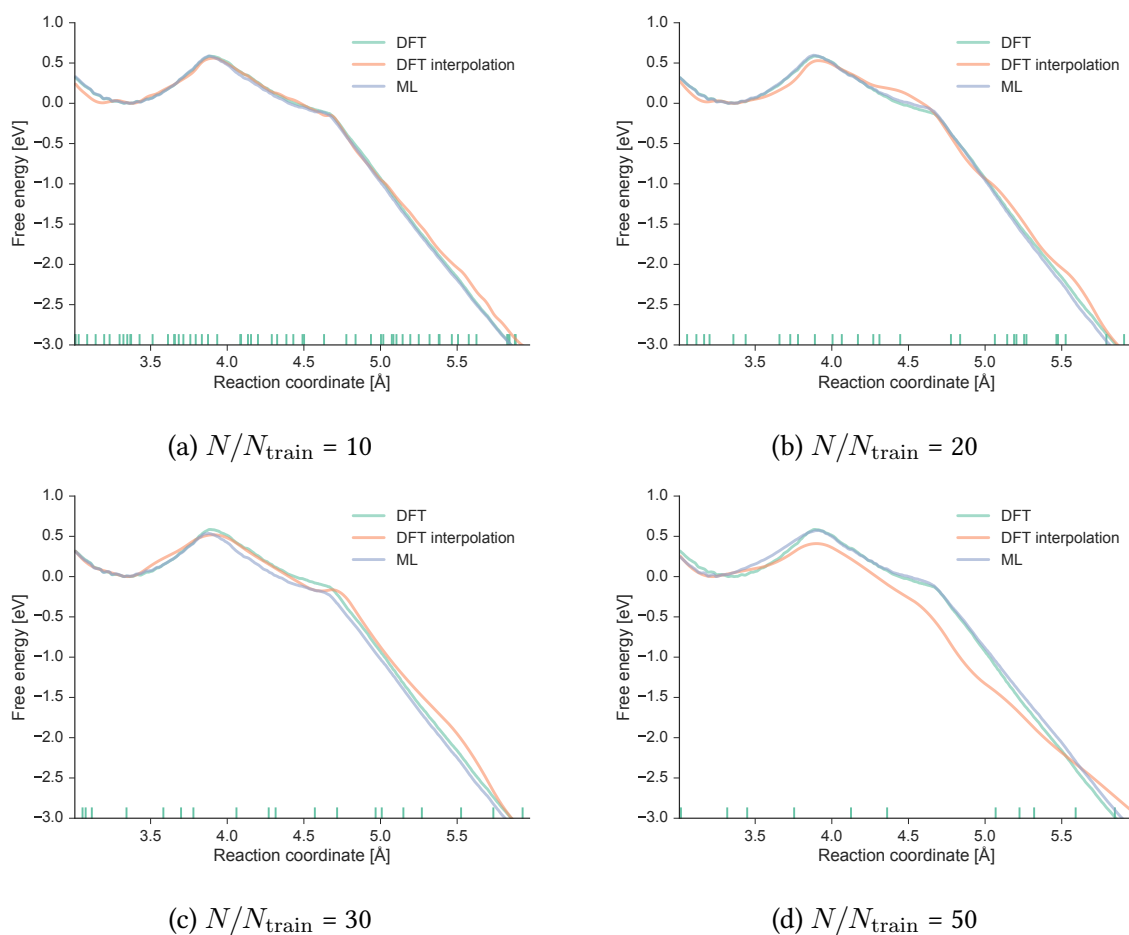 1.0
0.5
0.0
−0.5
−1.0
−1.5
−2.0
−2.5
−3.0
Free energy [eV]
DFT
DFT interpolation
ML
3.5 4.0 4.5 5.0 5.5
Reaction coordinate [Å]
(a) N/N_train = 10
1.0
0.5
0.0
−0.5
−1.0
−1.5
−2.0
−2.5
−3.0
Free energy [eV]
DFT
DFT interpolation
ML
3.5 4.0 4.5 5.0 5.5
Reaction coordinate [Å]
(b) N/N_train = 20
1.0
0.5
0.0
−0.5
−1.0
−1.5
−2.0
−2.5
−3.0
Free energy [eV]
DFT
DFT interpolation
ML
3.5 4.0 4.5 5.0 5.5
Reaction coordinate [Å]
(c) N/N_train = 30
1.0
0.5
0.0
−0.5
−1.0
−1.5
−2.0
−2.5
−3.0
Free energy [eV]
DFT
DFT interpolation
ML
3.5 4.0 4.5 5.0 5.5
Reaction coordinate [Å]
(d) N/N_train = 50